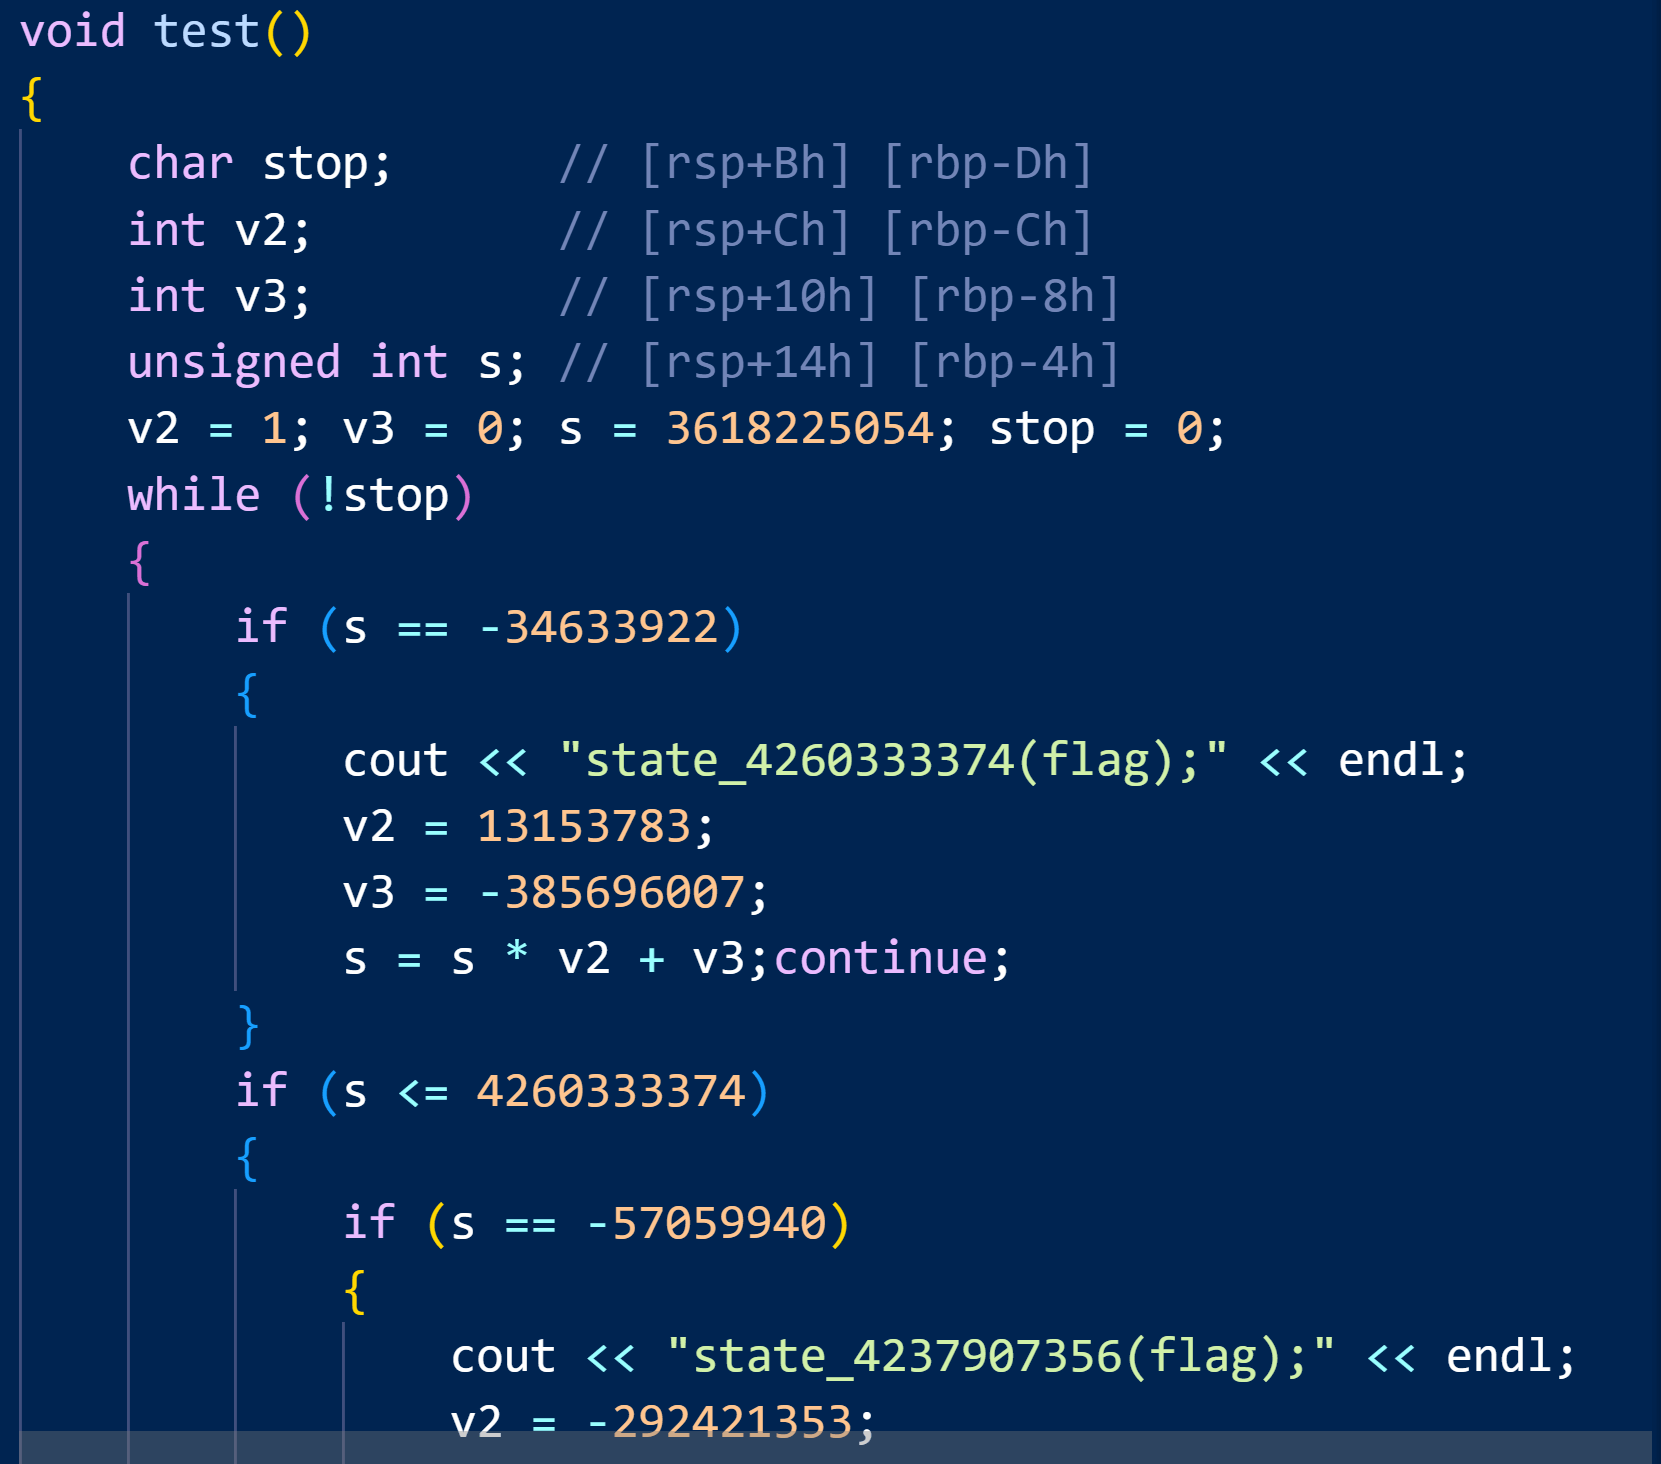 void test()
{
    char stop;      // [rsp+Bh] [rbp-Dh]
    int v2;         // [rsp+Ch] [rbp-Ch]
    int v3;         // [rsp+10h] [rbp-8h]
    unsigned int s; // [rsp+14h] [rbp-4h]
    v2 = 1; v3 = 0; s = 3618225054; stop = 0;
    while (!stop)
    {
        if (s == -34633922)
        {
            cout << "state_4260333374(flag);" << endl;
            v2 = 13153783;
            v3 = -385696007;
            s = s * v2 + v3;continue;
        }
        if (s <= 4260333374)
        {
            if (s == -57059940)
            {
                cout << "state_4237907356(flag);" << endl;
                v2 = -292421353;